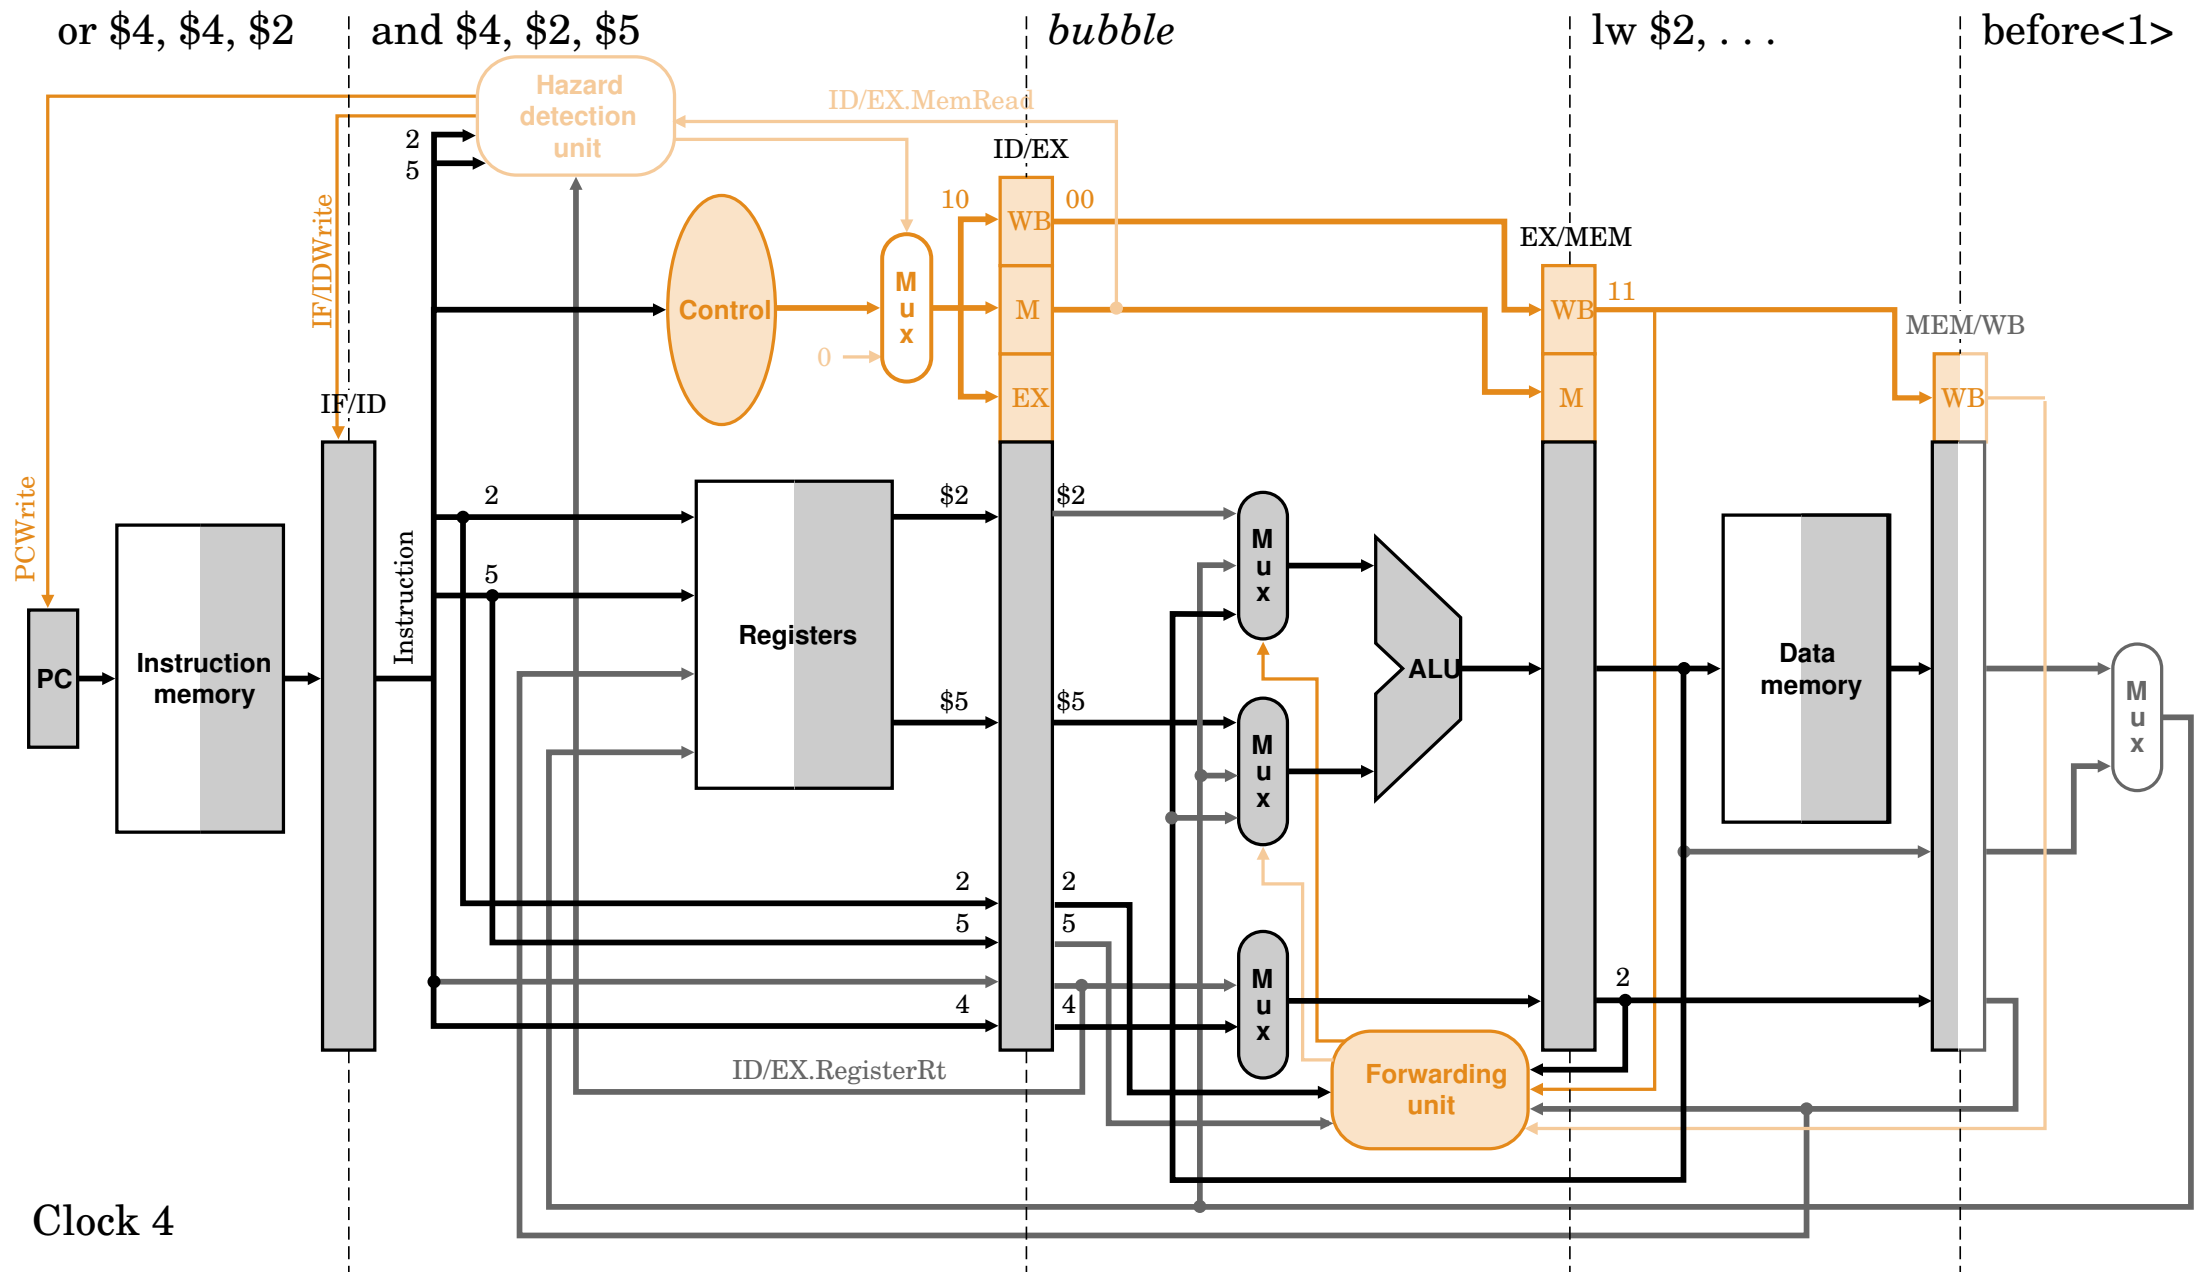 or $4, $4, $2
and $4, $2, $5
bubble
lw $2, . . .
before<1>
Hazard
detection
unit
ID/EX.MemRead
2
5
ID/EX
10
WB
00
EX/MEM
IF/IDWrite
Control
M
u
x
0
M
EX
WB
11
M
MEM/WB
WB
IF/ID
PCWrite
Instruction
2
$2
$2
5
Registers
M
u
x
PC
Instruction
memory
ALU
Data
memory
M
u
x
$5
$5
M
u
x
2
2
5
5
4
4
M
u
x
2
ID/EX.RegisterRt
Forwarding
unit
Clock 4